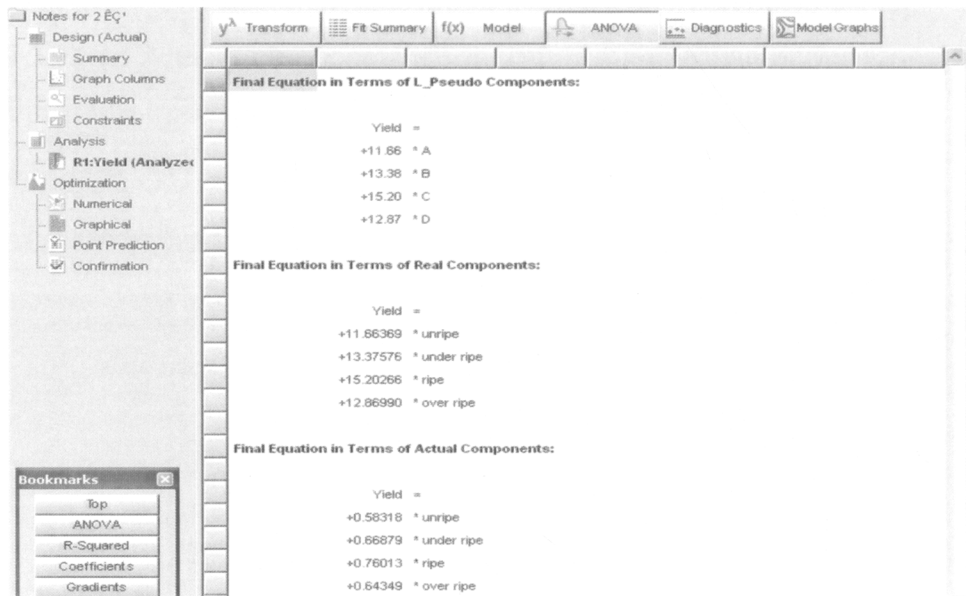 Notes for 2 ÊÇ'
Design (Actual)
Summary
Graph Columns
Evaluation
Constraints
Analysis
R1:Yield (Analyzed
Optimization
Numerical
Graphical
Point Prediction
Confirmation
Bookmarks
Top
ANOVA
R-Squared
Coefficients
Gradients
yλ Transform Fit Summary f(x) Model ANOVA Diagnostics Model Graphs
Final Equation in Terms of L_Pseudo Components:
Yield =
+11.66 * A
+13.38 * B
+15.20 * C
+12.87 * D
Final Equation in Terms of Real Components:
Yield =
+11.66369 * unripe
+13.37576 * under ripe
+15.20266 * ripe
+12.86990 * over ripe
Final Equation in Terms of Actual Components:
Yield =
+0.58318 * unripe
+0.66879 * under ripe
+0.76013 * ripe
+0.64349 * over ripe